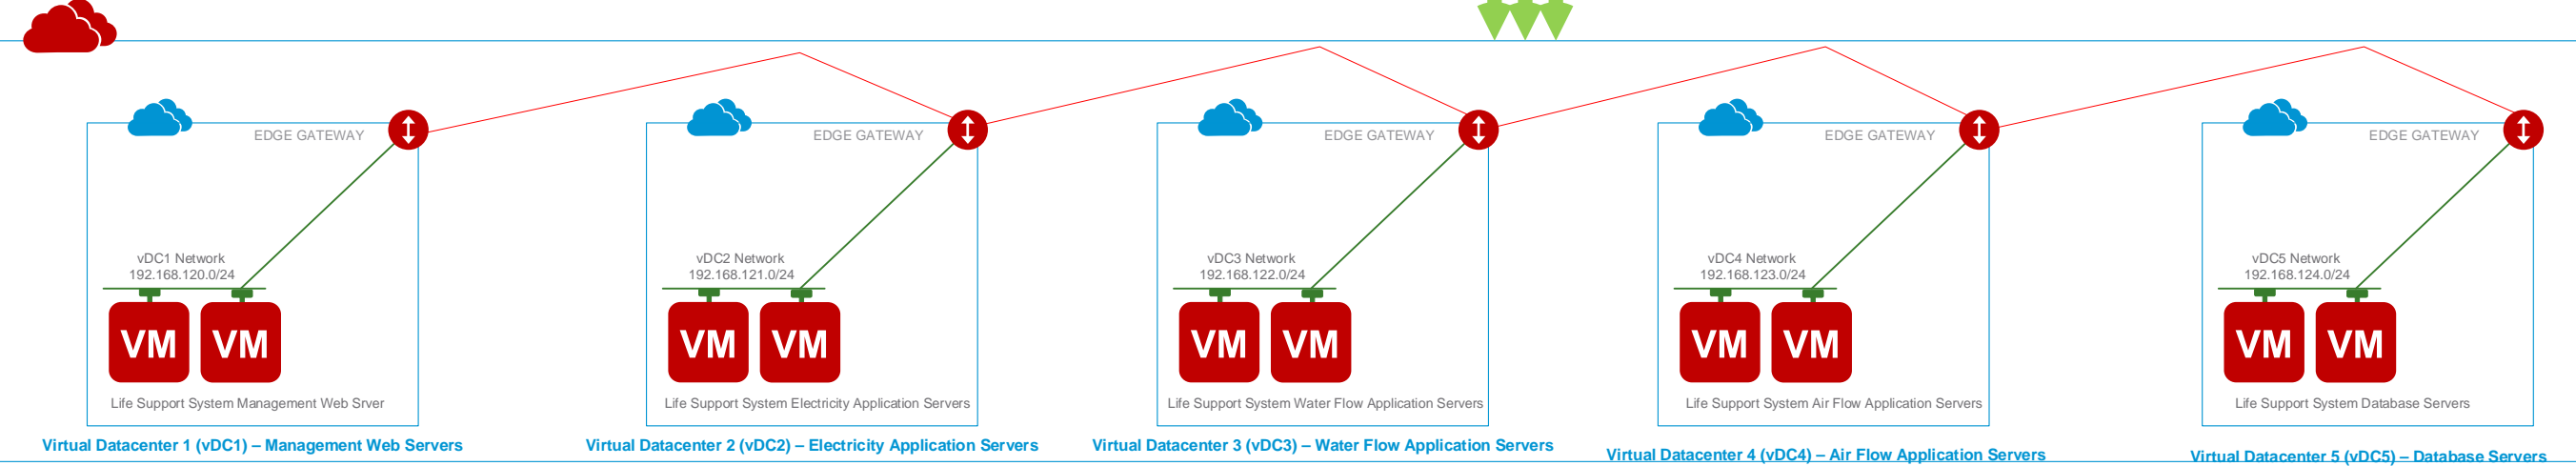 EDGE GATEWAY
EDGE GATEWAY
EDGE GATEWAY
EDGE GATEWAY
EDGE GATEWAY
vDC1 Network
192.168.120.0/24
vDC2 Network
192.168.121.0/24
vDC3 Network
192.168.122.0/24
vDC4 Network
192.168.123.0/24
vDC5 Network
192.168.124.0/24
VM
VM
VM
VM
VM
VM
VM
VM
VM
VM
Life Support System Management Web Srver
Life Support System Electricity Application Servers
Life Support System Water Flow Application Servers
Life Support System Air Flow Application Servers
Life Support System Database Servers
Virtual Datacenter 1 (vDC1) – Management Web Servers
Virtual Datacenter 2 (vDC2) – Electricity Application Servers
Virtual Datacenter 3 (vDC3) – Water Flow Application Servers
Virtual Datacenter 4 (vDC4) – Air Flow Application Servers
Virtual Datacenter 5 (vDC5) – Database Servers